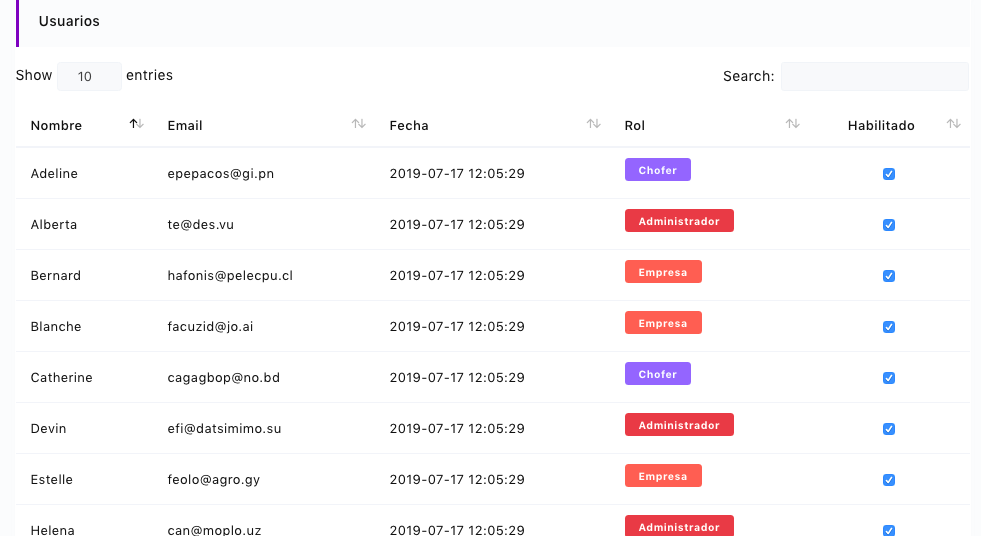 Usuarios
Show 10 entries Search:
Nombre Email Fecha Rol Habilitado
Adeline epepacos@gi.pn 2019-07-17 12:05:29 Chofer
Alberta te@des.vu 2019-07-17 12:05:29 Administrador
Bernard hafonis@pelecpu.cl 2019-07-17 12:05:29 Empresa
Blanche facuzid@jo.ai 2019-07-17 12:05:29 Empresa
Catherine cagagbop@no.bd 2019-07-17 12:05:29 Chofer
Devin efi@datsimimo.su 2019-07-17 12:05:29 Administrador
Estelle feolo@agro.gy 2019-07-17 12:05:29 Empresa
Helena can@moplo.uz 2019-07-17 12:05:29 Administrador